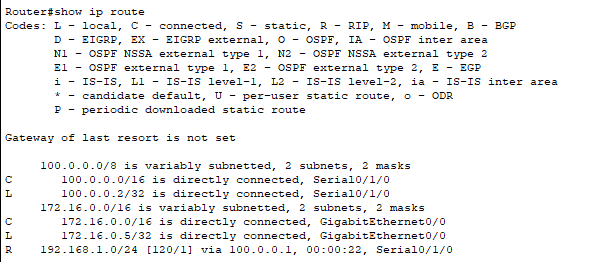 Router#show ip route
Codes: L - local, C - connected, S - static, R - RIP, M - mobile, B - BGP
       D - EIGRP, EX - EIGRP external, O - OSPF, IA - OSPF inter area
       N1 - OSPF NSSA external type 1, N2 - OSPF NSSA external type 2
       E1 - OSPF external type 1, E2 - OSPF external type 2, E - EGP
       i - IS-IS, L1 - IS-IS level-1, L2 - IS-IS level-2, ia - IS-IS inter area
       * - candidate default, U - per-user static route, o - ODR
       P - periodic downloaded static route

Gateway of last resort is not set

     100.0.0.0/8 is variably subnetted, 2 subnets, 2 masks
C       100.0.0.0/16 is directly connected, Serial0/1/0
L       100.0.0.2/32 is directly connected, Serial0/1/0
     172.16.0.0/16 is variably subnetted, 2 subnets, 2 masks
C       172.16.0.0/16 is directly connected, GigabitEthernet0/0
L       172.16.0.5/32 is directly connected, GigabitEthernet0/0
R    192.168.1.0/24 [120/1] via 100.0.0.1, 00:00:22, Serial0/1/0